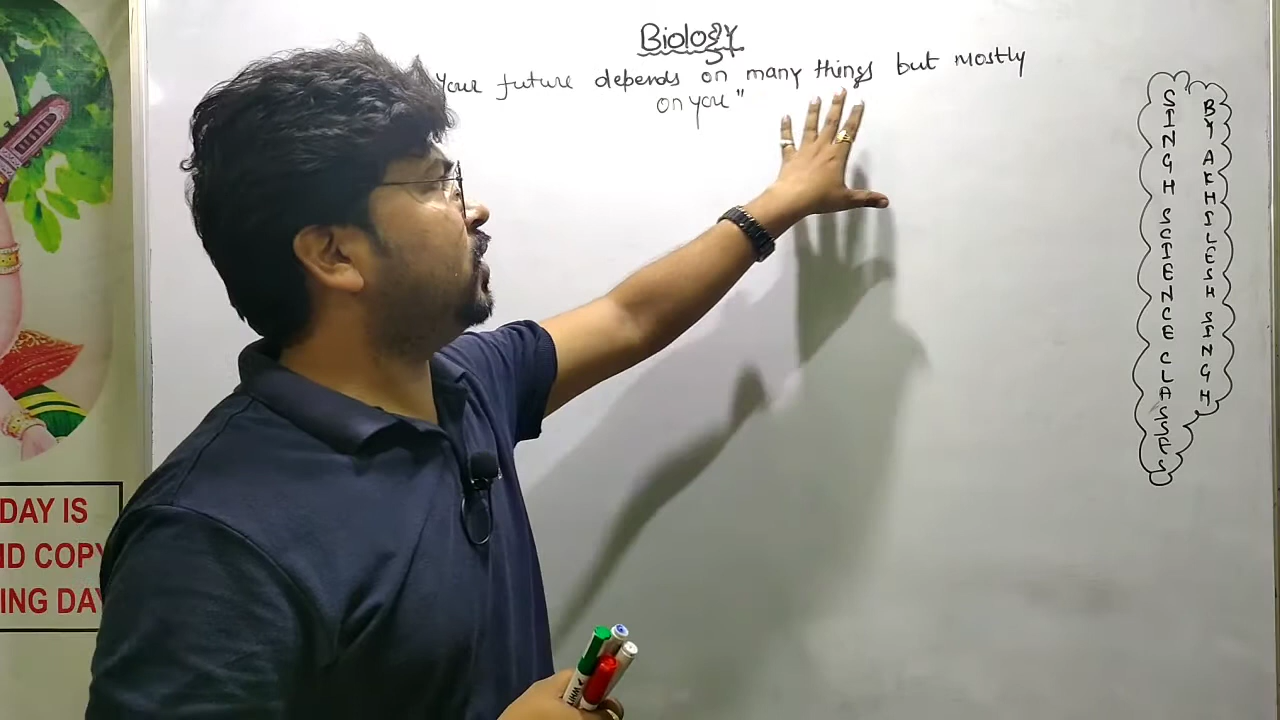 Biology
Your future depends on many things but mostly
on you"
SINGH SCIENCE CLASSES
BY AKHILESH SINGH
DAY IS
ND COPY
ING DAY